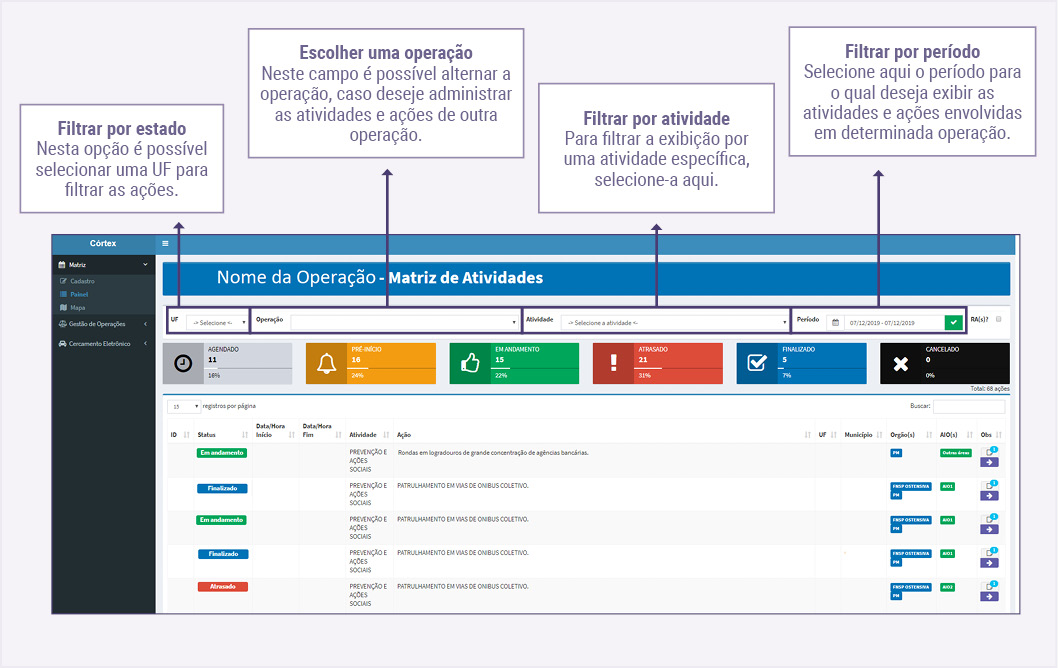 Filtrar por estado
Nesta opção é possível
selecionar uma UF para
filtrar as ações.
Escolher uma operação
Neste campo é possível alternar a
operação, caso deseje administrar
as atividades e ações de outra
operação.
Filtrar por atividade
Para filtrar a exibição por
uma atividade específica,
selecione-a aqui.
Filtrar por período
Selecione aqui o período para
o qual deseja exibir as
atividades e ações envolvidas
em determinada operação.
Córtex
Matriz
Cadastro
Painel
Mapa
Gestão de Operações
Cercamento Eletrônico
Nome da Operação - Matriz de Atividades
UF -> Selecione <- Operação Atividade -> Selecione a atividade <- Período 07/12/2019 - 07/12/2019 RA(s)?
AGENDADO
11
16%
PRÉ-INÍCIO
16
24%
EM ANDAMENTO
15
22%
ATRASADO
21
31%
FINALIZADO
5
7%
CANCELADO
0
0%
Total: 68 ações
15 registros por página
Buscar:
ID Status Data/Hora Início Data/Hora Fim Atividade Ação UF Município Orgão(s) AIO(s) Obs
Em andamento PREVENÇÃO E AÇÕES SOCIAIS Rondas em logradouros de grande concentração de agências bancárias. PM Outras áreas 1
Finalizado PREVENÇÃO E AÇÕES SOCIAIS PATRULHAMENTO EM VIAS DE ONIBUS COLETIVO. FNSP OSTENSIVA PM AIO1 1
Em andamento PREVENÇÃO E AÇÕES SOCIAIS PATRULHAMENTO EM VIAS DE ONIBUS COLETIVO. FNSP OSTENSIVA PM AIO1 1
Finalizado PREVENÇÃO E AÇÕES SOCIAIS PATRULHAMENTO EM VIAS DE ONIBUS COLETIVO. FNSP OSTENSIVA PM AIO1 1
Atrasado PREVENÇÃO E AÇÕES SOCIAIS PATRULHAMENTO EM VIAS DE ONIBUS COLETIVO. FNSP OSTENSIVA PM AIO2 1